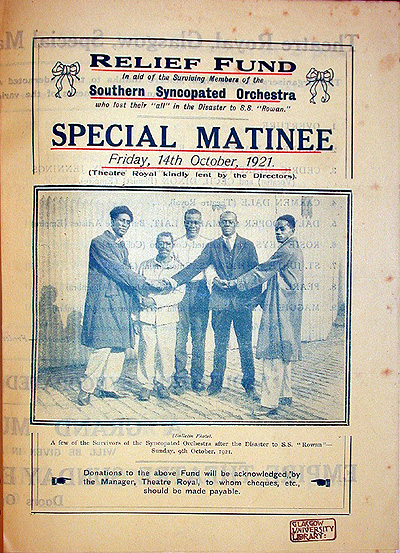 RELIEF FUND
In aid of the Surviving Members of the
Southern Syncopated Orchestra
who lost their "all" in the Disaster to S.S. "Rowan."
SPECIAL MATINEE
Friday, 14th October, 1921.
(Theatre Royal kindly lent by the Directors).
(Bulletin Photo).
A few of the Survivors of the Syncopated Orchestra after the Disaster to S.S. "Rowan"—
Sunday, 9th October, 1921.
Donations to the above Fund will be acknowledged by
the Manager, Theatre Royal, to whom cheques, etc.,
should be made payable.
GLASGOW
UNIVERSITY
LIBRARY